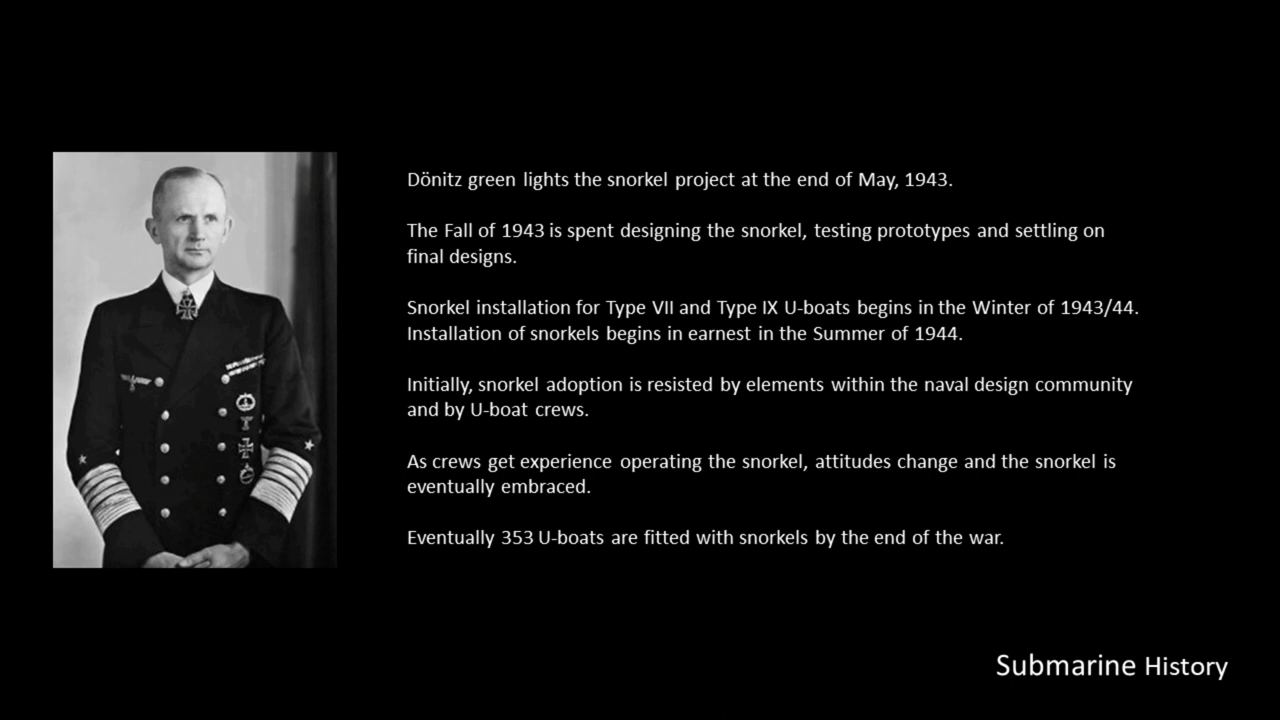 Dönitz green lights the snorkel project at the end of May, 1943.
The Fall of 1943 is spent designing the snorkel, testing prototypes and settling on
final designs.
Snorkel installation for Type VII and Type IX U-boats begins in the Winter of 1943/44.
Installation of snorkels begins in earnest in the Summer of 1944.
Initially, snorkel adoption is resisted by elements within the naval design community
and by U-boat crews.
As crews get experience operating the snorkel, attitudes change and the snorkel is
eventually embraced.
Eventually 353 U-boats are fitted with snorkels by the end of the war.
Submarine History